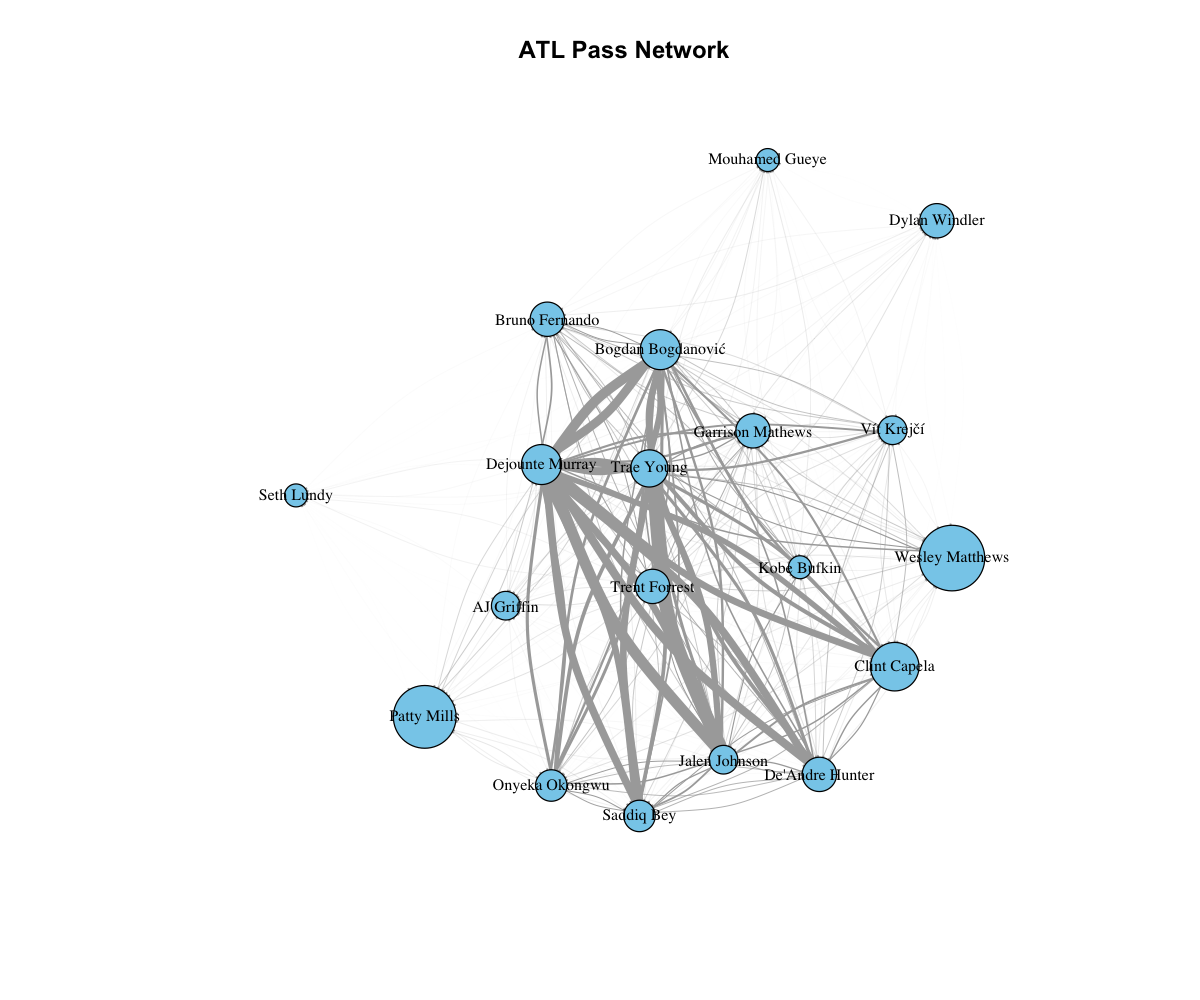 ATL Pass Network
Mouhamed Gueye
Dylan Windler
Bruno Fernando
Bogdan Bogdanović
Garrison Mathews
Vít Krejčí
Dejounte Murray
Trae Young
Seth Lundy
Wesley Matthews
Kobe Bufkin
Trent Forrest
AJ Griffin
Clint Capela
Patty Mills
Jalen Johnson
De'Andre Hunter
Onyeka Okongwu
Saddiq Bey